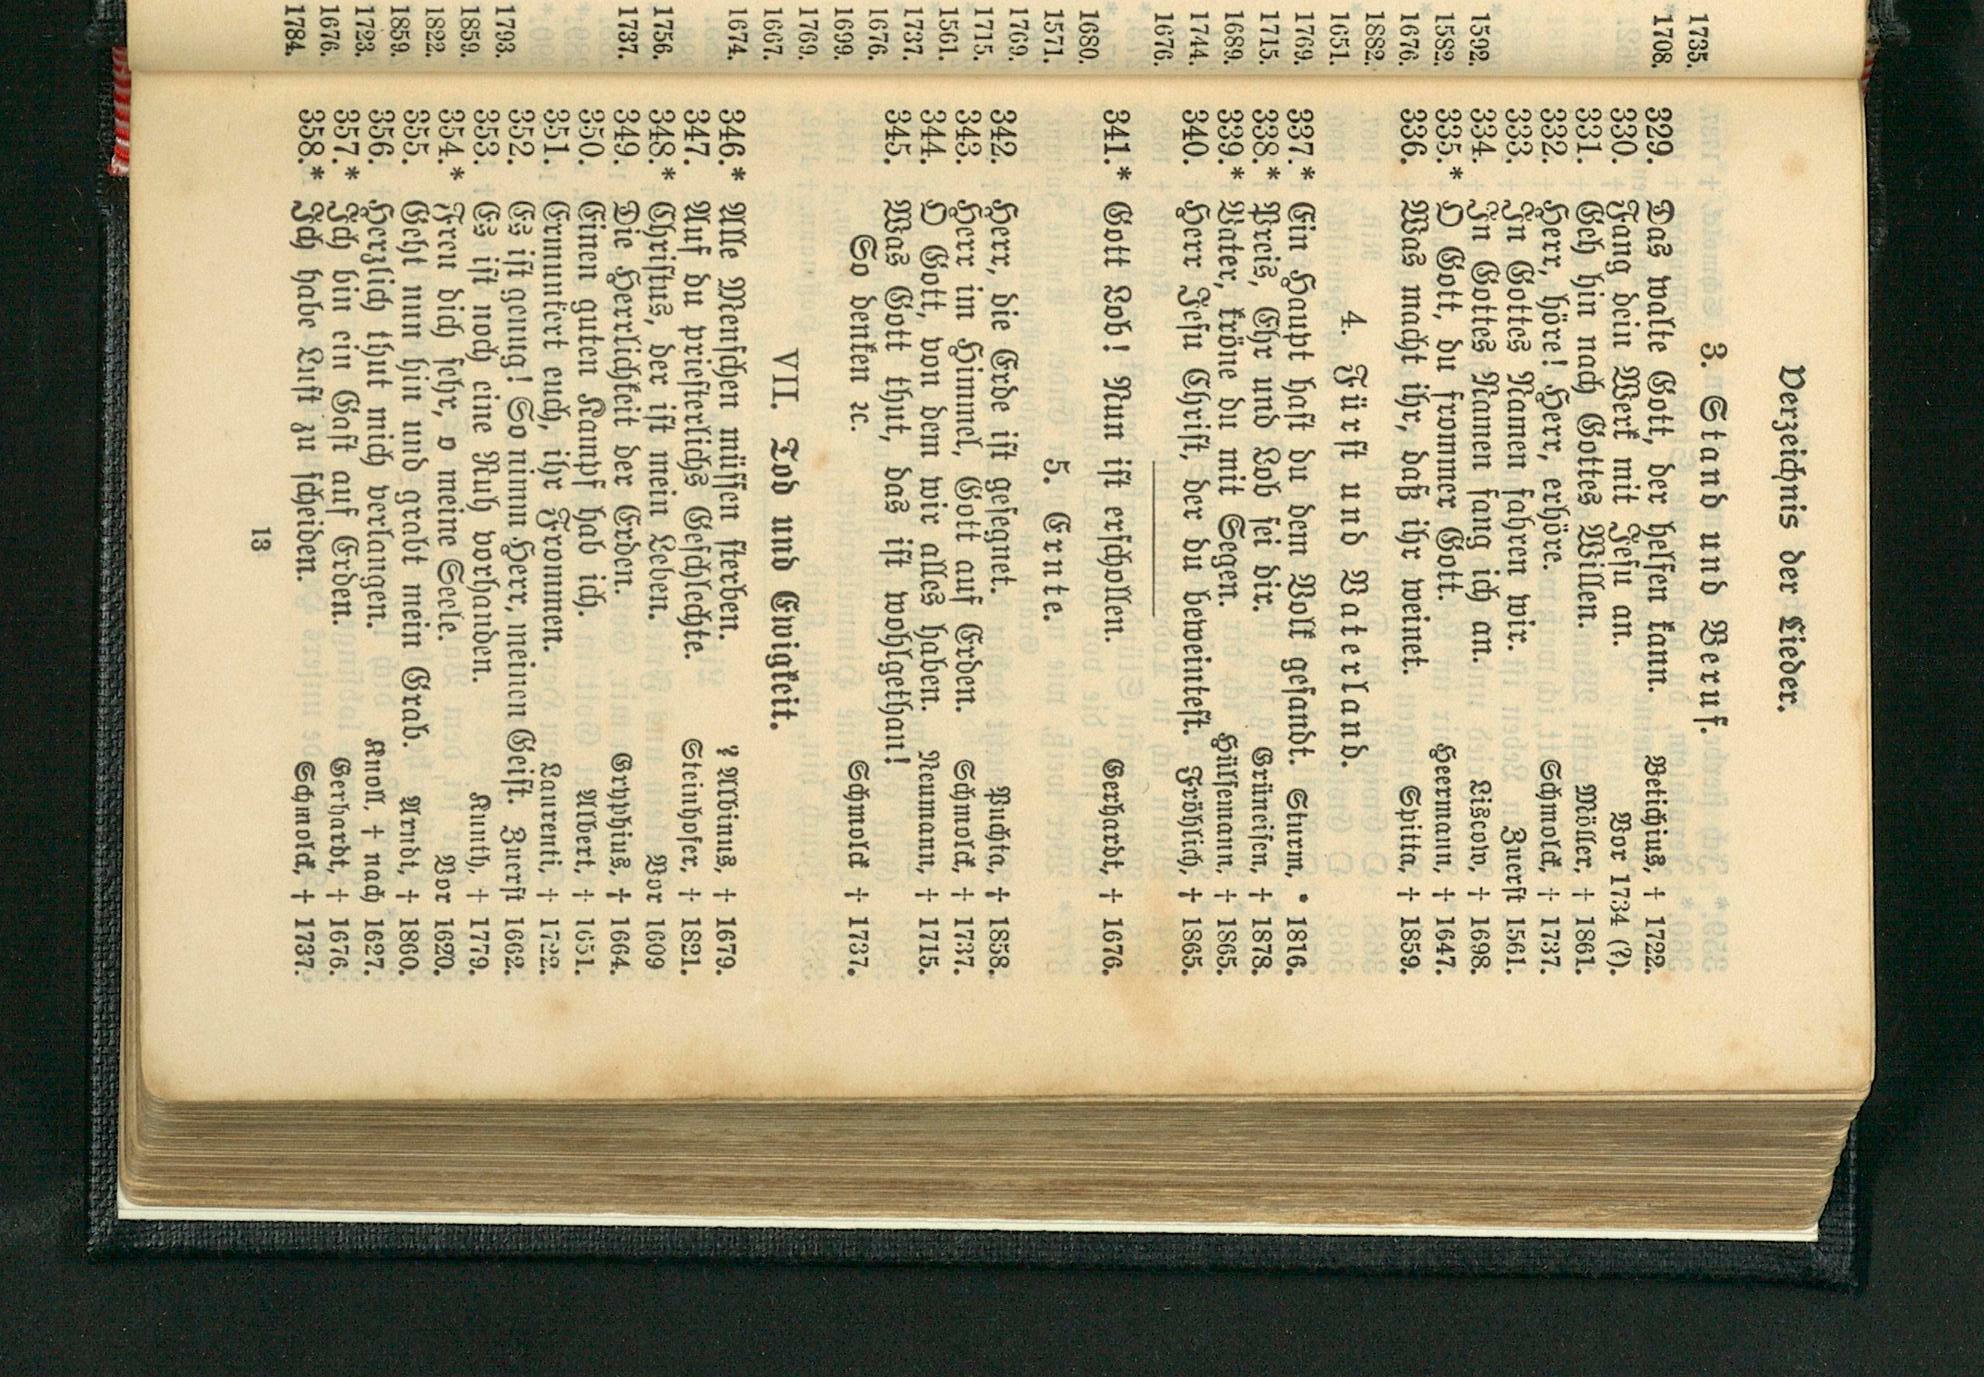 1735.
1708.
1592.
1582.
1676.
1882.
1651.
1769.
1715.
1689.
1744.
1676.
1680.
1571.
1769.
1715.
1561.
1737.
1676.
1699.
1769.
1667.
1674.
1756.
1737.
1793.
1859.
1822.
1859.
1723.
1676.
1784.
Verzeichnis der Lieder.
3. Stand und Beruf.
329. Das walte Gott, der helfen kann. Betichius, † 1722.
330. Fang dein Werk mit Jesu an. Vor 1734 (?).
331. Geh hin nach Gottes Willen. Möller, † 1861.
332. Herr, höre! Herr, erhöre. Schmolck, † 1737.
333. In Gottes Namen fahren wir. Zuerst 1561.
334. In Gottes Namen fang ich an. Liscow, † 1698.
335.* O Gott, du frommer Gott. Heermann, † 1647.
336. Was macht ihr, daß ihr weinet. Spitta, † 1859.
4. Fürst und Vaterland.
337.* Ein Haupt hast du dem Volk gesandt. Sturm, * 1816.
338.* Preis, Ehr und Lob sei dir. Grüneisen, † 1878.
339.* Vater, kröne du mit Segen. Hülsemann, † 1865.
340. Herr Jesu Christ, der du beweintest. Fröhlich, † 1865.
341.* Gott Lob! Nun ist erschollen. Gerhardt, † 1676.
5. Ernte.
342. Herr, die Erde ist gesegnet. Puchta, † 1858.
343. Herr im Himmel, Gott auf Erden. Schmolck, † 1737.
344. O Gott, von dem wir alles haben. Neumann, † 1715.
345. Was Gott thut, das ist wohlgethan!
So denken ꝛc. Schmolck † 1737.
VII. Tod und Ewigkeit.
346.* Alle Menschen müssen sterben. ? Albinus, † 1679.
347. Auf du priesterlichs Geschlechte. Steinhofer, † 1821.
348.* Christus, der ist mein Leben. Vor 1609
349. Die Herrlichkeit der Erden. Gryphius, † 1664.
350. Einen guten Kampf hab ich. Albert, † 1651.
351. Ermuntert euch, ihr Frommen. Laurenti, † 1722.
352. Es ist genug! So nimm Herr, meinen Geist. Zuerst 1662.
353. Es ist noch eine Ruh vorhanden. Kunth, † 1779.
354.* Freu dich sehr, o meine Seele. Vor 1620.
355. Geht nun hin und grabt mein Grab. Arndt, † 1860.
356. Herzlich thut mich verlangen. Knoll, † nach 1627.
357.* Ich bin ein Gast auf Erden. Gerhardt, † 1676.
358.* Ich habe Lust zu scheiden. Schmolck, † 1737.
13